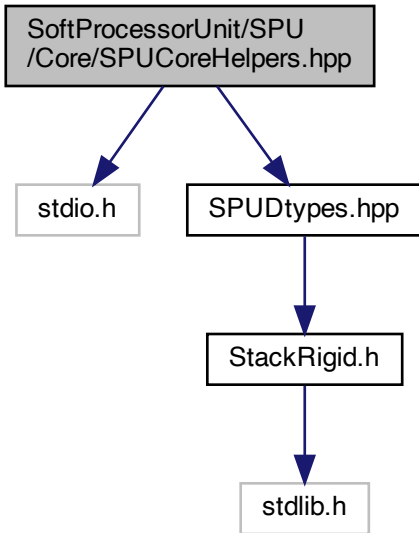 SoftProcessorUnit/SPU
/Core/SPUCoreHelpers.hpp
stdio.h
SPUDtypes.hpp
StackRigid.h
stdlib.h